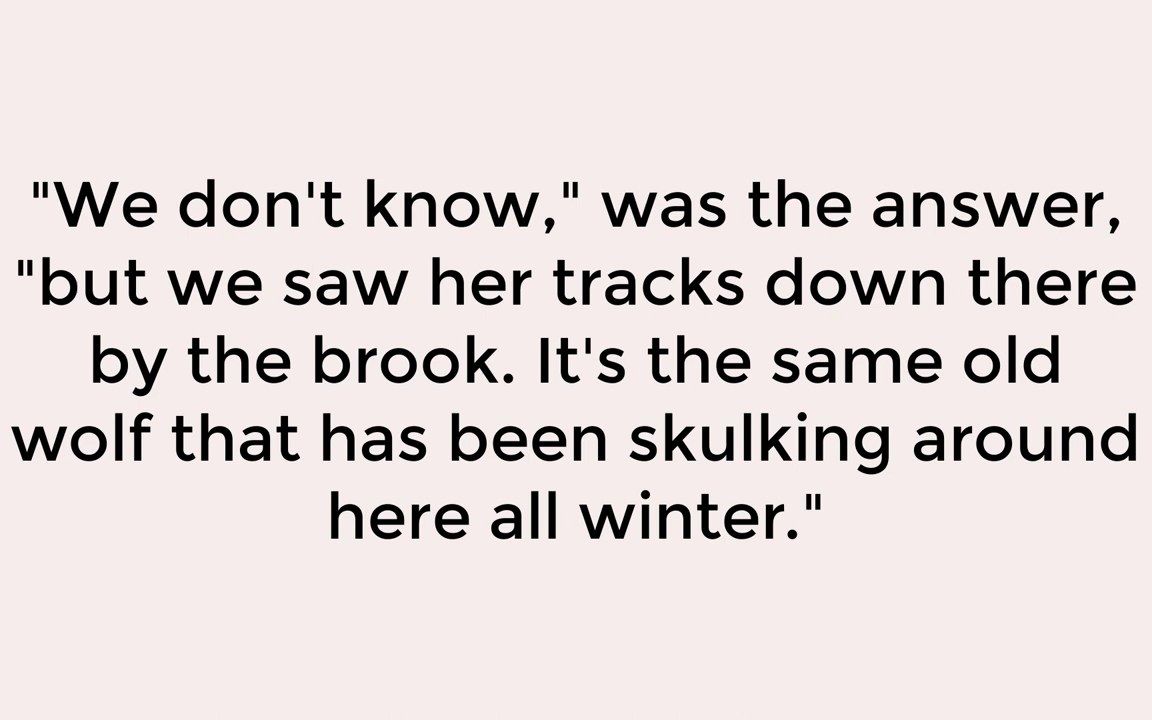 "We don't know," was the answer,
"but we saw her tracks down there
by the brook. It's the same old
wolf that has been skulking around
here all winter."